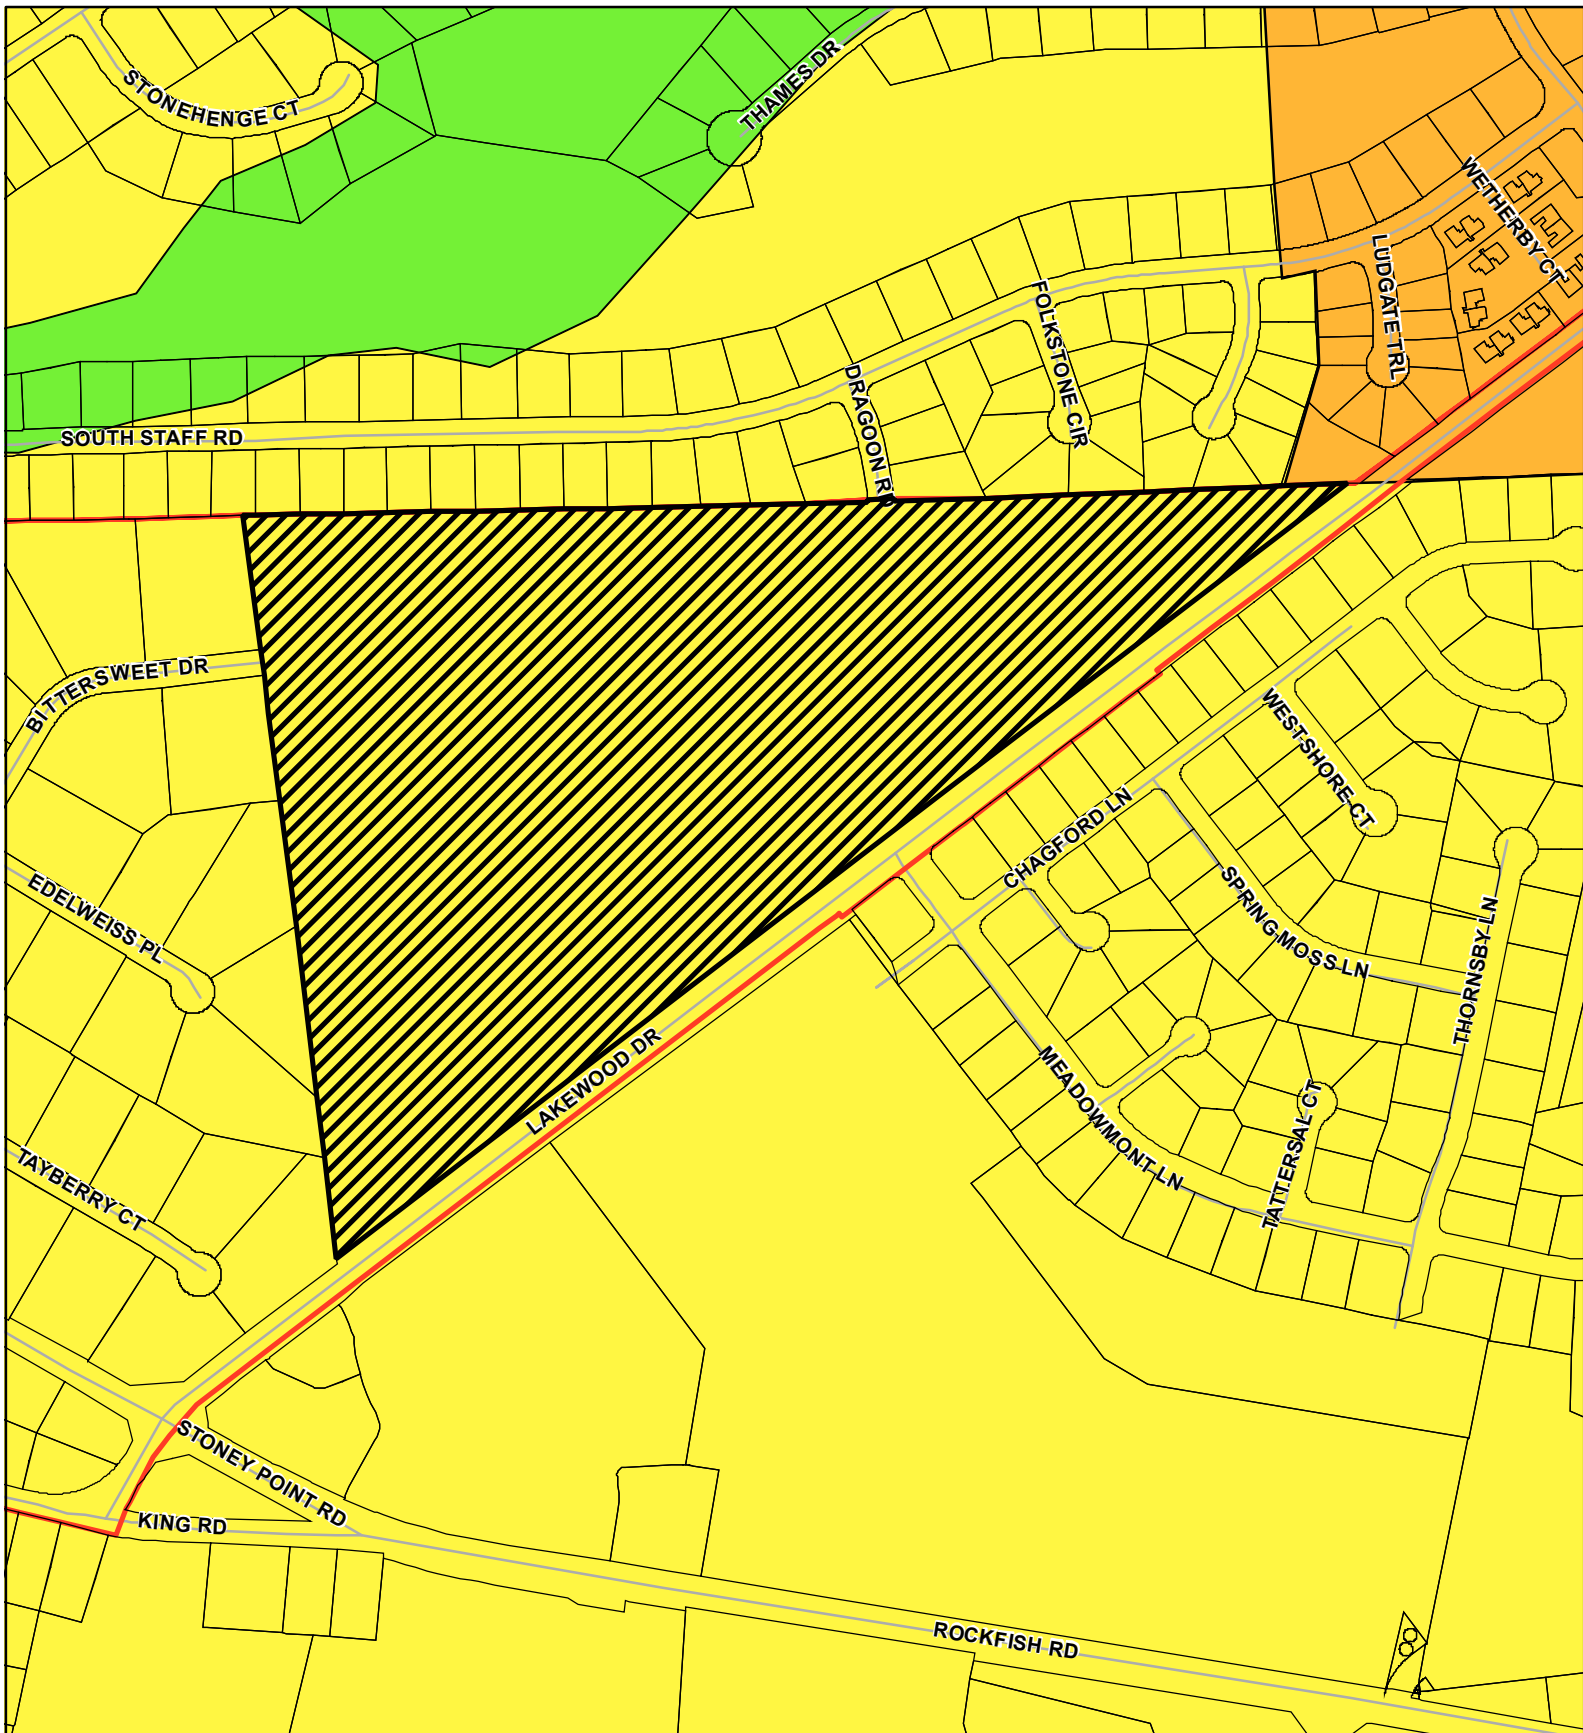 STONEHENGE CT
THAMES DR
WETHERBY CT
LUDGATE TRL
FOLKSTONE CIR
DRAGOON RD
SOUTH STAFF RD
BITTERSWEET DR
WESTSHORE CT
CHAGFORD LN
EDELWEISS PL
SPRING MOSS LN
THORNSBY LN
LAKEWOOD DR
MEADOWMONT LN
TATTERSAL CT
TAYBERRY CT
STONEY POINT RD
KING RD
ROCKFISH RD